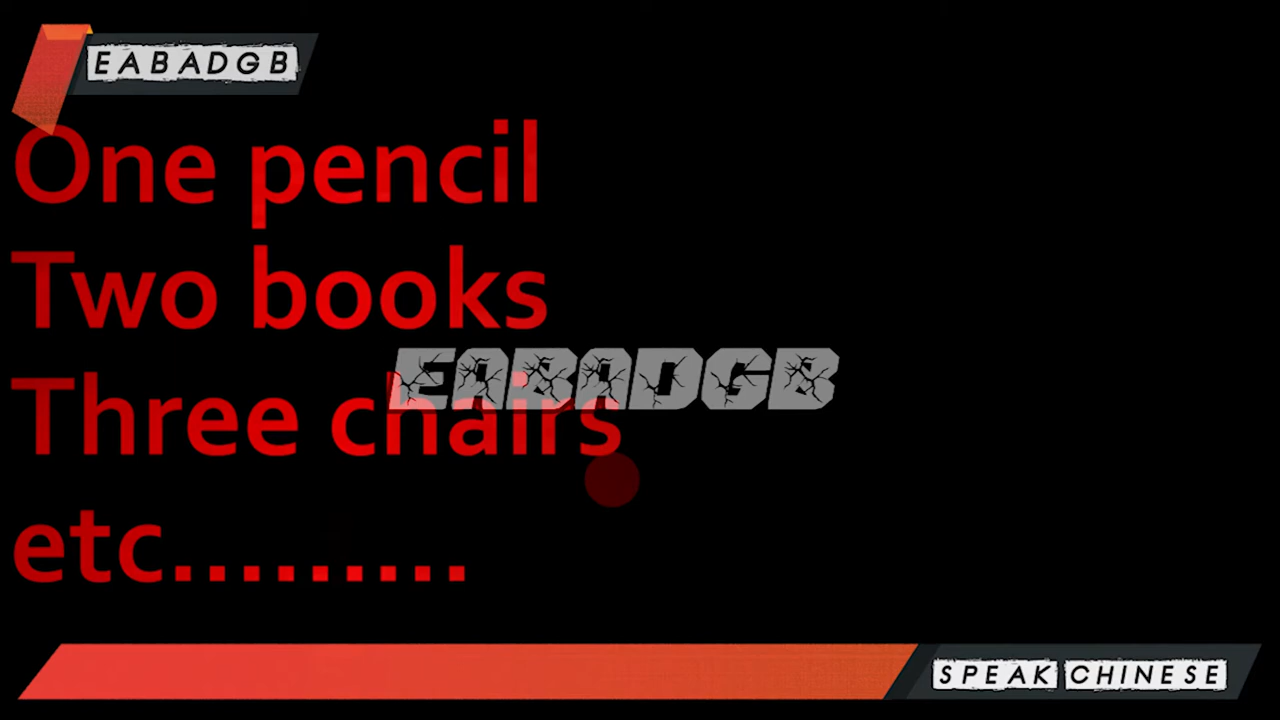 EABADGB
One pencil
Two books
EABADGB
Three chairs
etc.........
SPEAK CHINESE